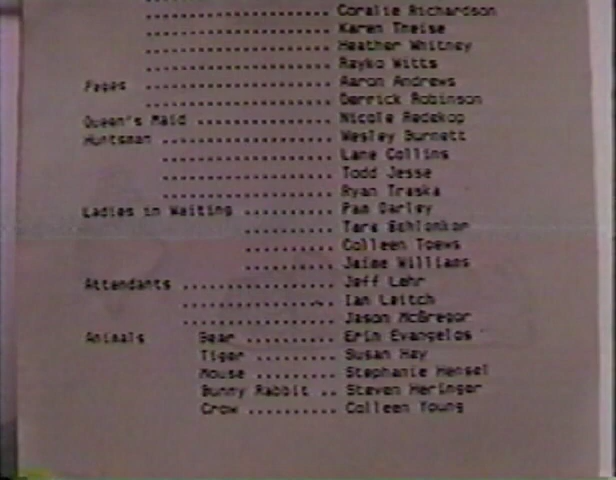 ..................... Coralie Richardson
..................... Karen Theise
..................... Heather Whitney
..................... Rayko Witts
Pages ..................... Aaron Andrews
..................... Derrick Robinson
Queen's Maid ............... Nicole Redekop
Huntsman ................... Wesley Burnett
................... Lane Collins
................... Todd Jesse
................... Ryan Traska
Ladies in Waiting .......... Pam Darley
.......... Tara
.......... Colleen Toews
.......... Jaime Williams
Attendants ................. Jeff Lehr
................. Ian Leitch
................. Jason McGregor
Animals Bear ........... Erin Evangelos
Tiger .......... Susan Hay
Mouse .......... Stephanie Hensel
Bunny Rabbit .. Steven Heringer
Crow .......... Colleen Young